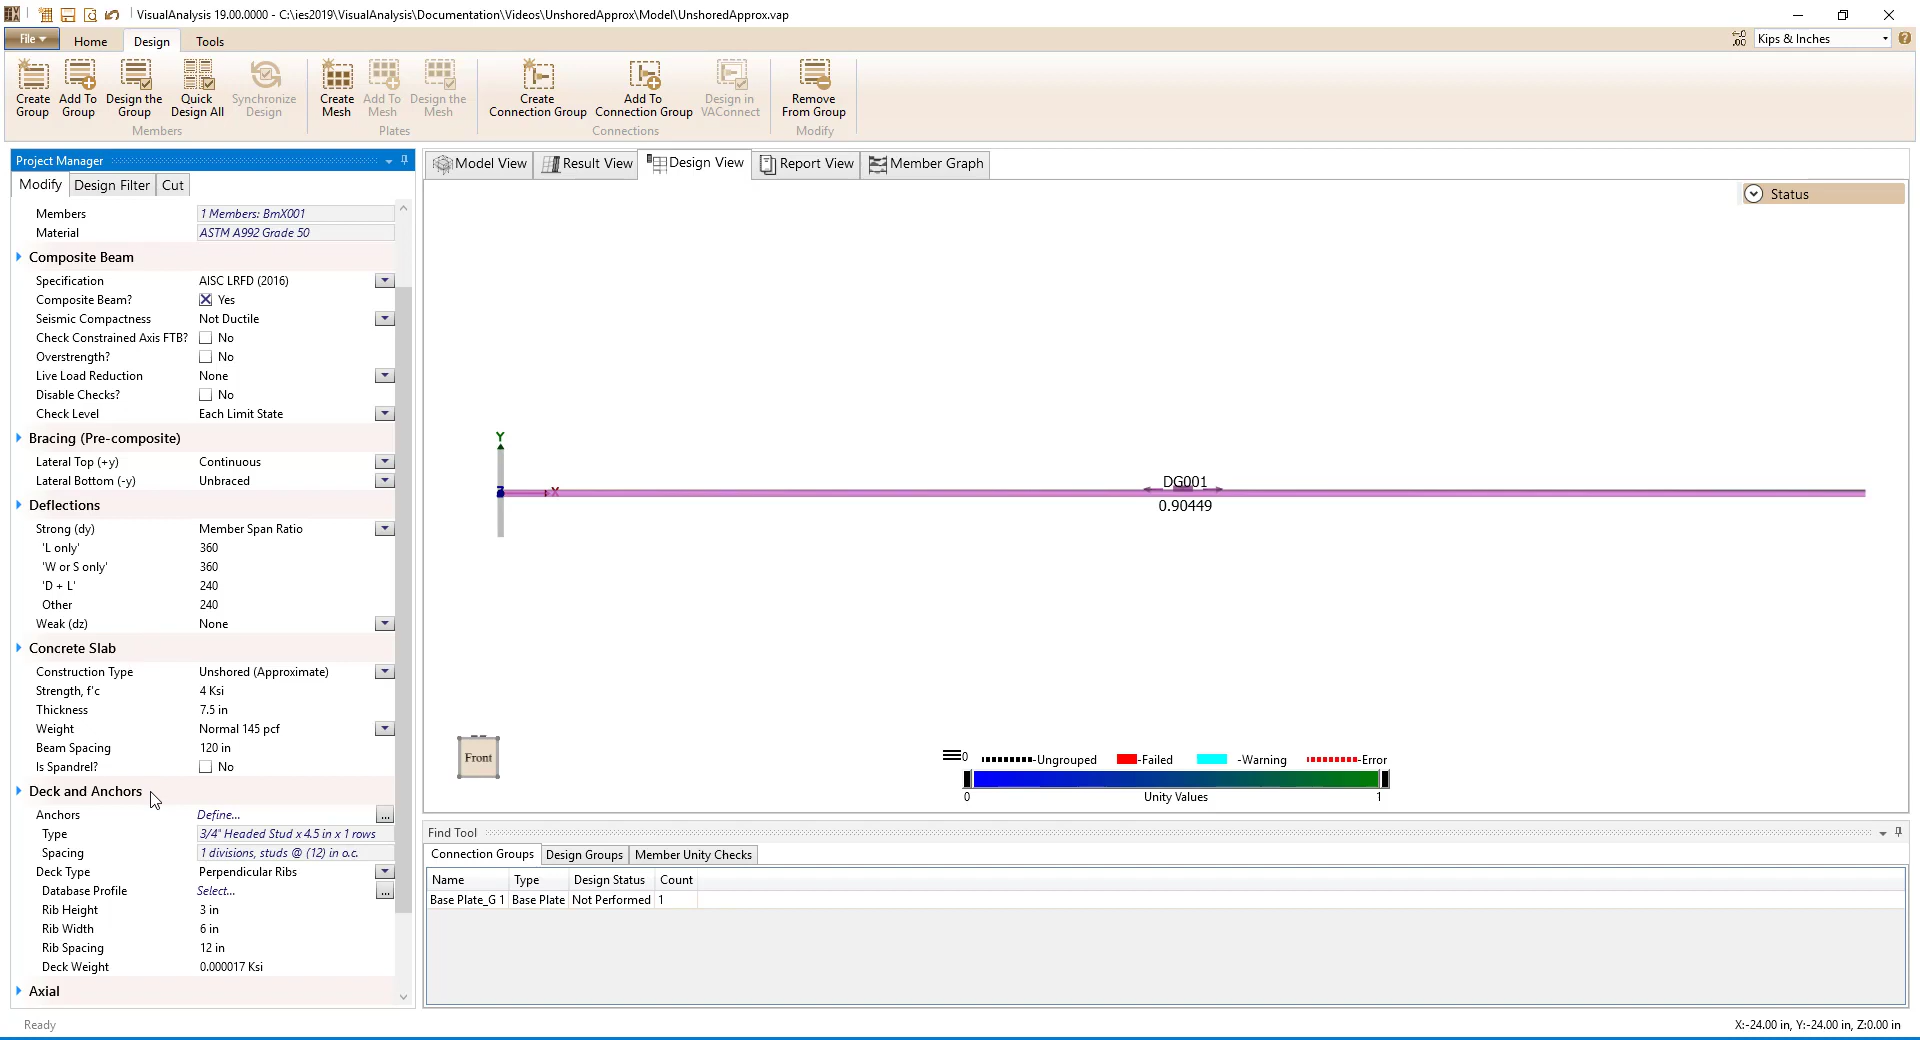 VisualAnalysis 19.00.0000 - C:\ies2019\VisualAnalysis\Documentation\Videos\UnshoredApprox\Model\UnshoredApprox.vap
File Home Design Tools
Kips & Inches
Create Group
Add To Group
Design the Group
Quick Design All
Synchronize Design
Create Mesh
Add To Mesh
Design the Mesh
Create Connection Group
Add To Connection Group
Design in VAConnect
Remove From Group
Members Plates Connections Modify
Project Manager
Modify Design Filter Cut
Members 1 Members: BmX001
Material ASTM A992 Grade 50
Composite Beam
Specification AISC LRFD (2016)
Composite Beam? Yes
Seismic Compactness Not Ductile
Check Constrained Axis FTB? No
Overstrength? No
Live Load Reduction None
Disable Checks? No
Check Level Each Limit State
Bracing (Pre-composite)
Lateral Top (+y) Continuous
Lateral Bottom (-y) Unbraced
Deflections
Strong (dy) Member Span Ratio
'L only' 360
'W or S only' 360
'D + L' 240
Other 240
Weak (dz) None
Concrete Slab
Construction Type Unshored (Approximate)
Strength, f'c 4 Ksi
Thickness 7.5 in
Weight Normal 145 pcf
Beam Spacing 120 in
Is Spandrel? No
Deck and Anchors
Anchors Define... ...
Type 3/4" Headed Stud x 4.5 in x 1 rows
Spacing 1 divisions, studs @ (12) in o.c.
Deck Type Perpendicular Ribs
Database Profile Select... ...
Rib Height 3 in
Rib Width 6 in
Rib Spacing 12 in
Deck Weight 0.000017 Ksi
Axial
Model View Result View Design View Report View Member Graph
Status
Y
Z X
DG001
0.90449
Front
0 -Ungrouped -Failed -Warning -Error
0 Unity Values 1
Find Tool
Connection Groups Design Groups Member Unity Checks
Name Type Design Status Count
Base Plate_G 1 Base Plate Not Performed 1
Ready
X:-24.00 in, Y:-24.00 in, Z:0.00 in